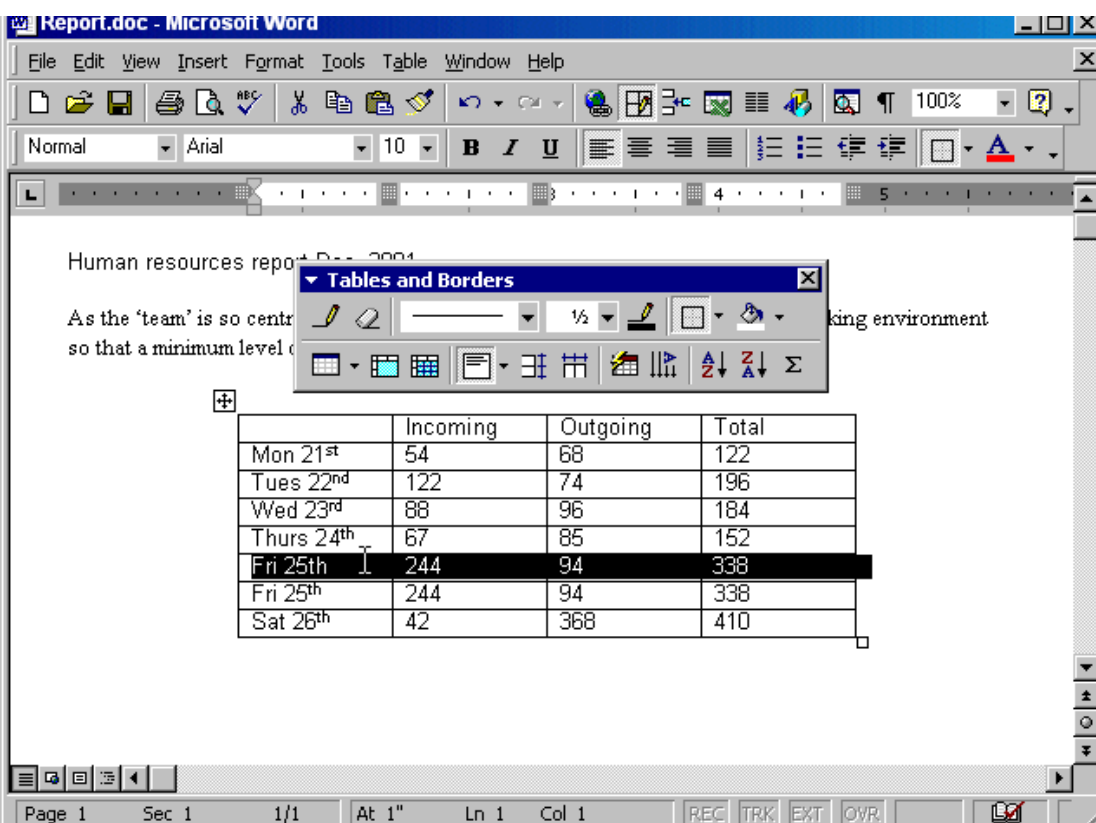 Report.doc - Microsoft Word
File Edit View Insert Format Tools Table Window Help
ABC 100%
Normal Arial 10 B I U A
3 4 5
Human resources report
Tables and Borders
As the ‘team’ is so king environment
½
so that a minimum level
Incoming Outgoing Total
Mon 21st 54 68 122
Tues 22nd 122 74 196
Wed 23rd 88 96 184
Thurs 24th 67 85 152
Fri 25th 244 94 338
Fri 25th 244 94 338
Sat 26th 42 368 410
Page 1 Sec 1 1/1 At 1" Ln 1 Col 1 REC TRK EXT OVR